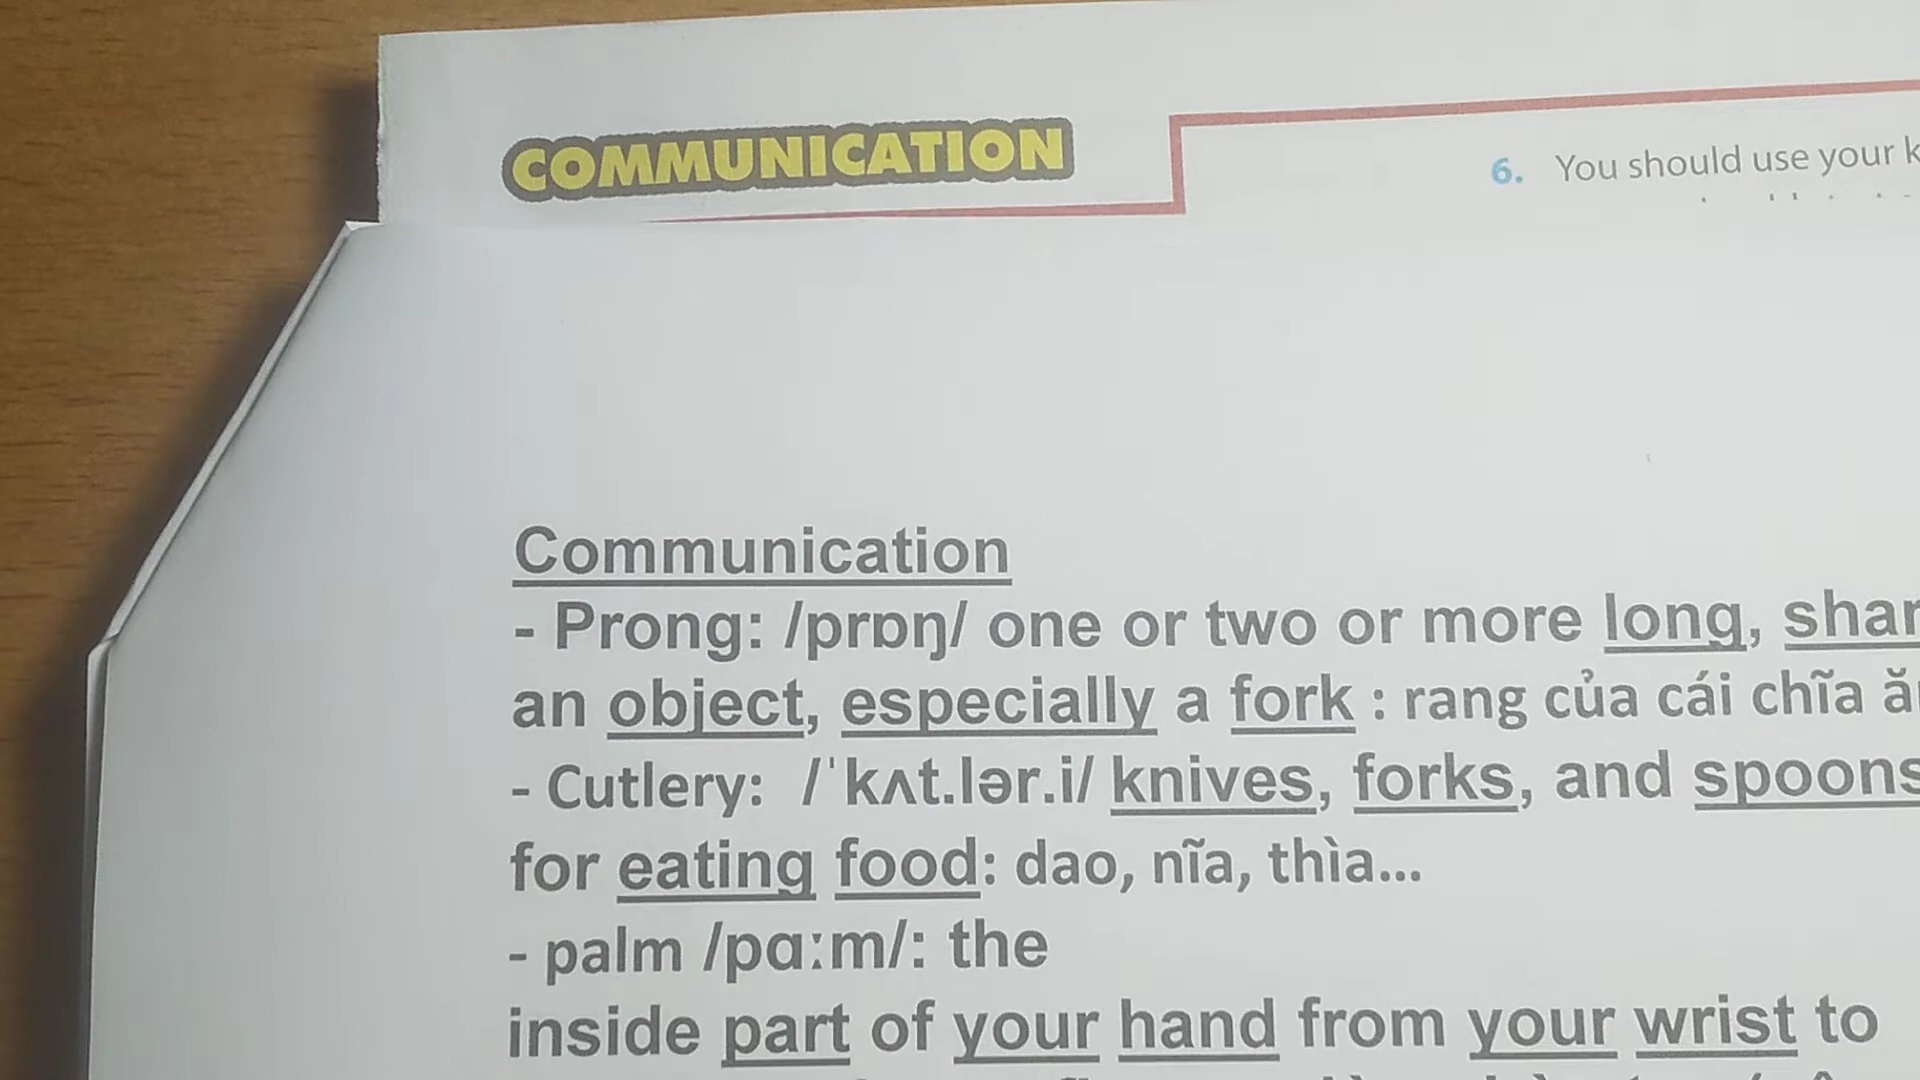 COMMUNICATION
6. You should use your
Communication
- Prong: /prɒŋ/ one or two or more long,
an object, especially a fork : rang của cái chĩa
- Cutlery: /ˈkʌt.lər.i/ knives, forks, and spoons
for eating food: dao, nĩa, thìa...
- palm /pɑːm/: the
inside part of your hand from your wrist to